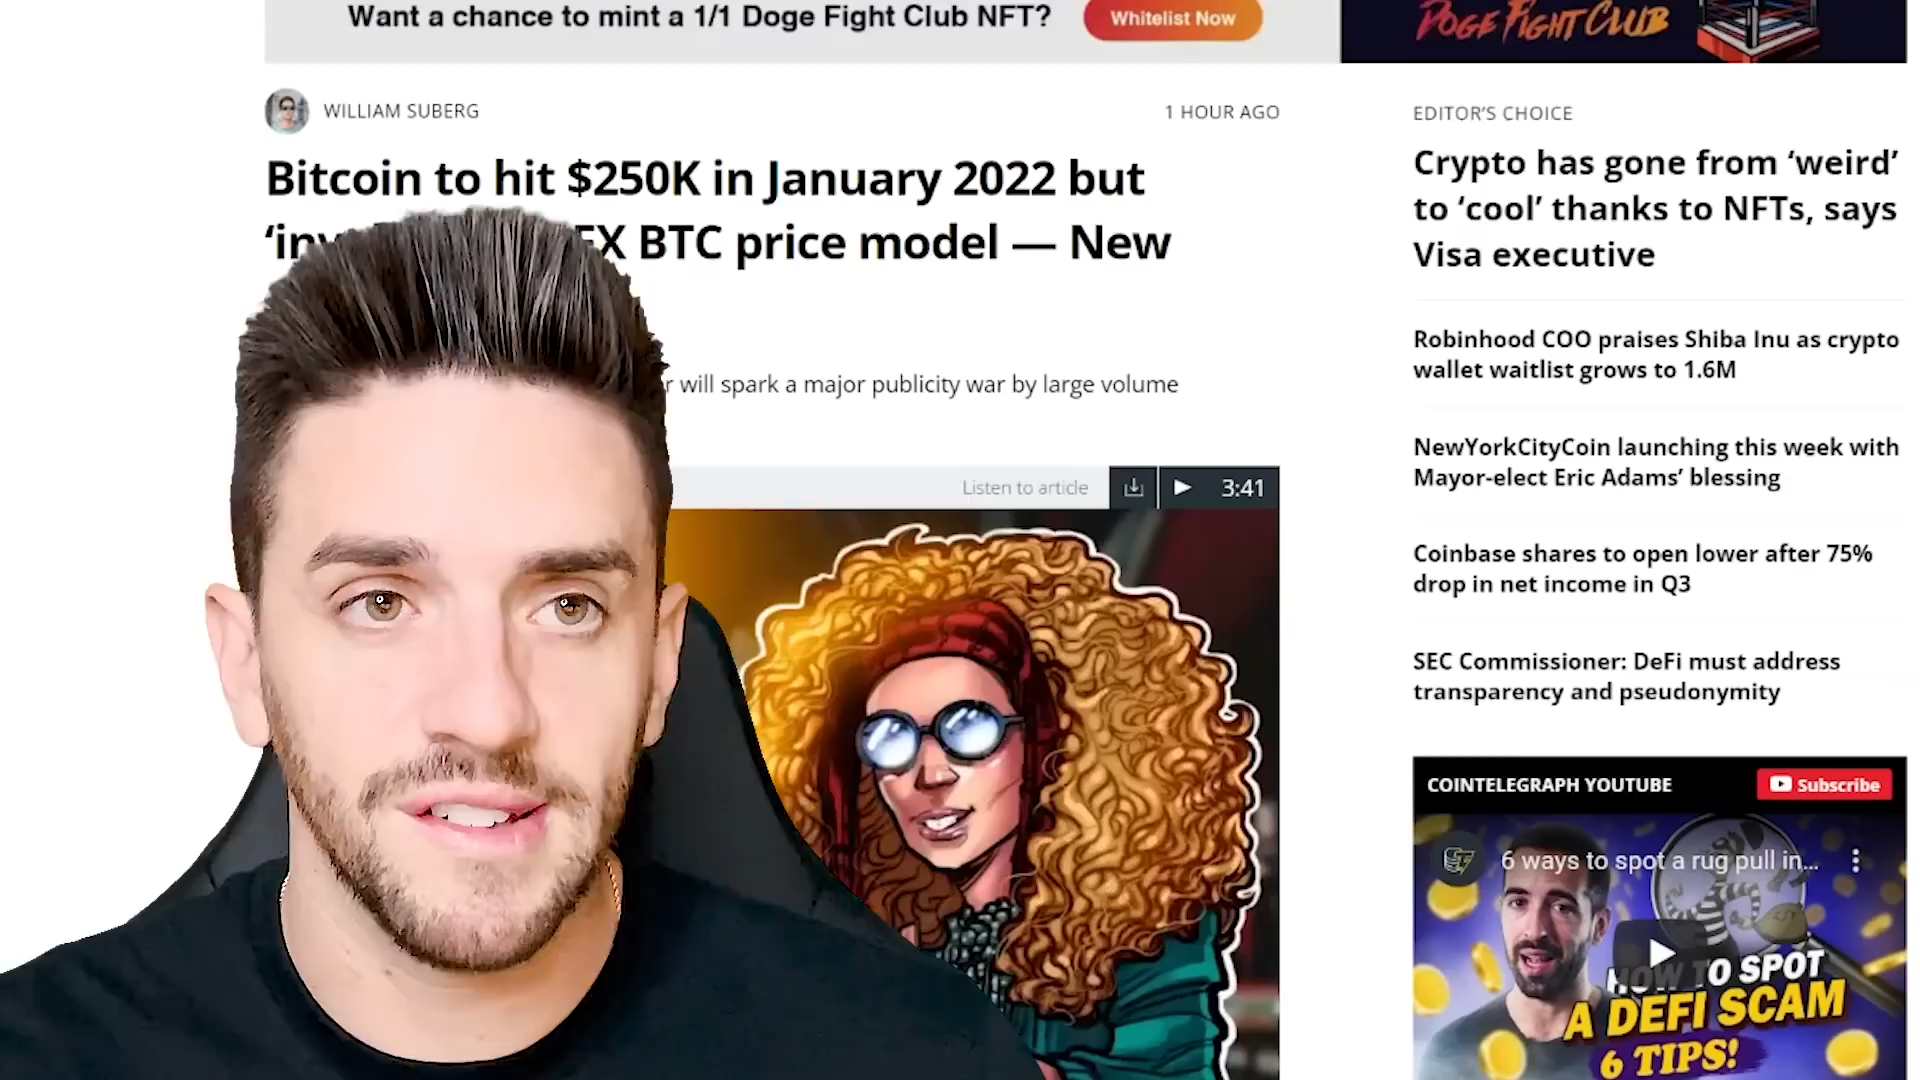 Want a chance to mint a 1/1 Doge Fight Club NFT?
Whitelist Now
DOGE FIGHT CLUB
WILLIAM SUBERG
1 HOUR AGO
Bitcoin to hit $250K in January 2022 but
BTC price model — New
will spark a major publicity war by large volume
Listen to article
3:41
EDITOR'S CHOICE
Crypto has gone from ‘weird’
to ‘cool’ thanks to NFTs, says
Visa executive
Robinhood COO praises Shiba Inu as crypto
wallet waitlist grows to 1.6M
NewYorkCityCoin launching this week with
Mayor-elect Eric Adams’ blessing
Coinbase shares to open lower after 75%
drop in net income in Q3
SEC Commissioner: DeFi must address
transparency and pseudonymity
COINTELEGRAPH YOUTUBE
Subscribe
6 ways to spot a rug pull in...
HOW TO SPOT
A DEFI SCAM
6 TIPS!